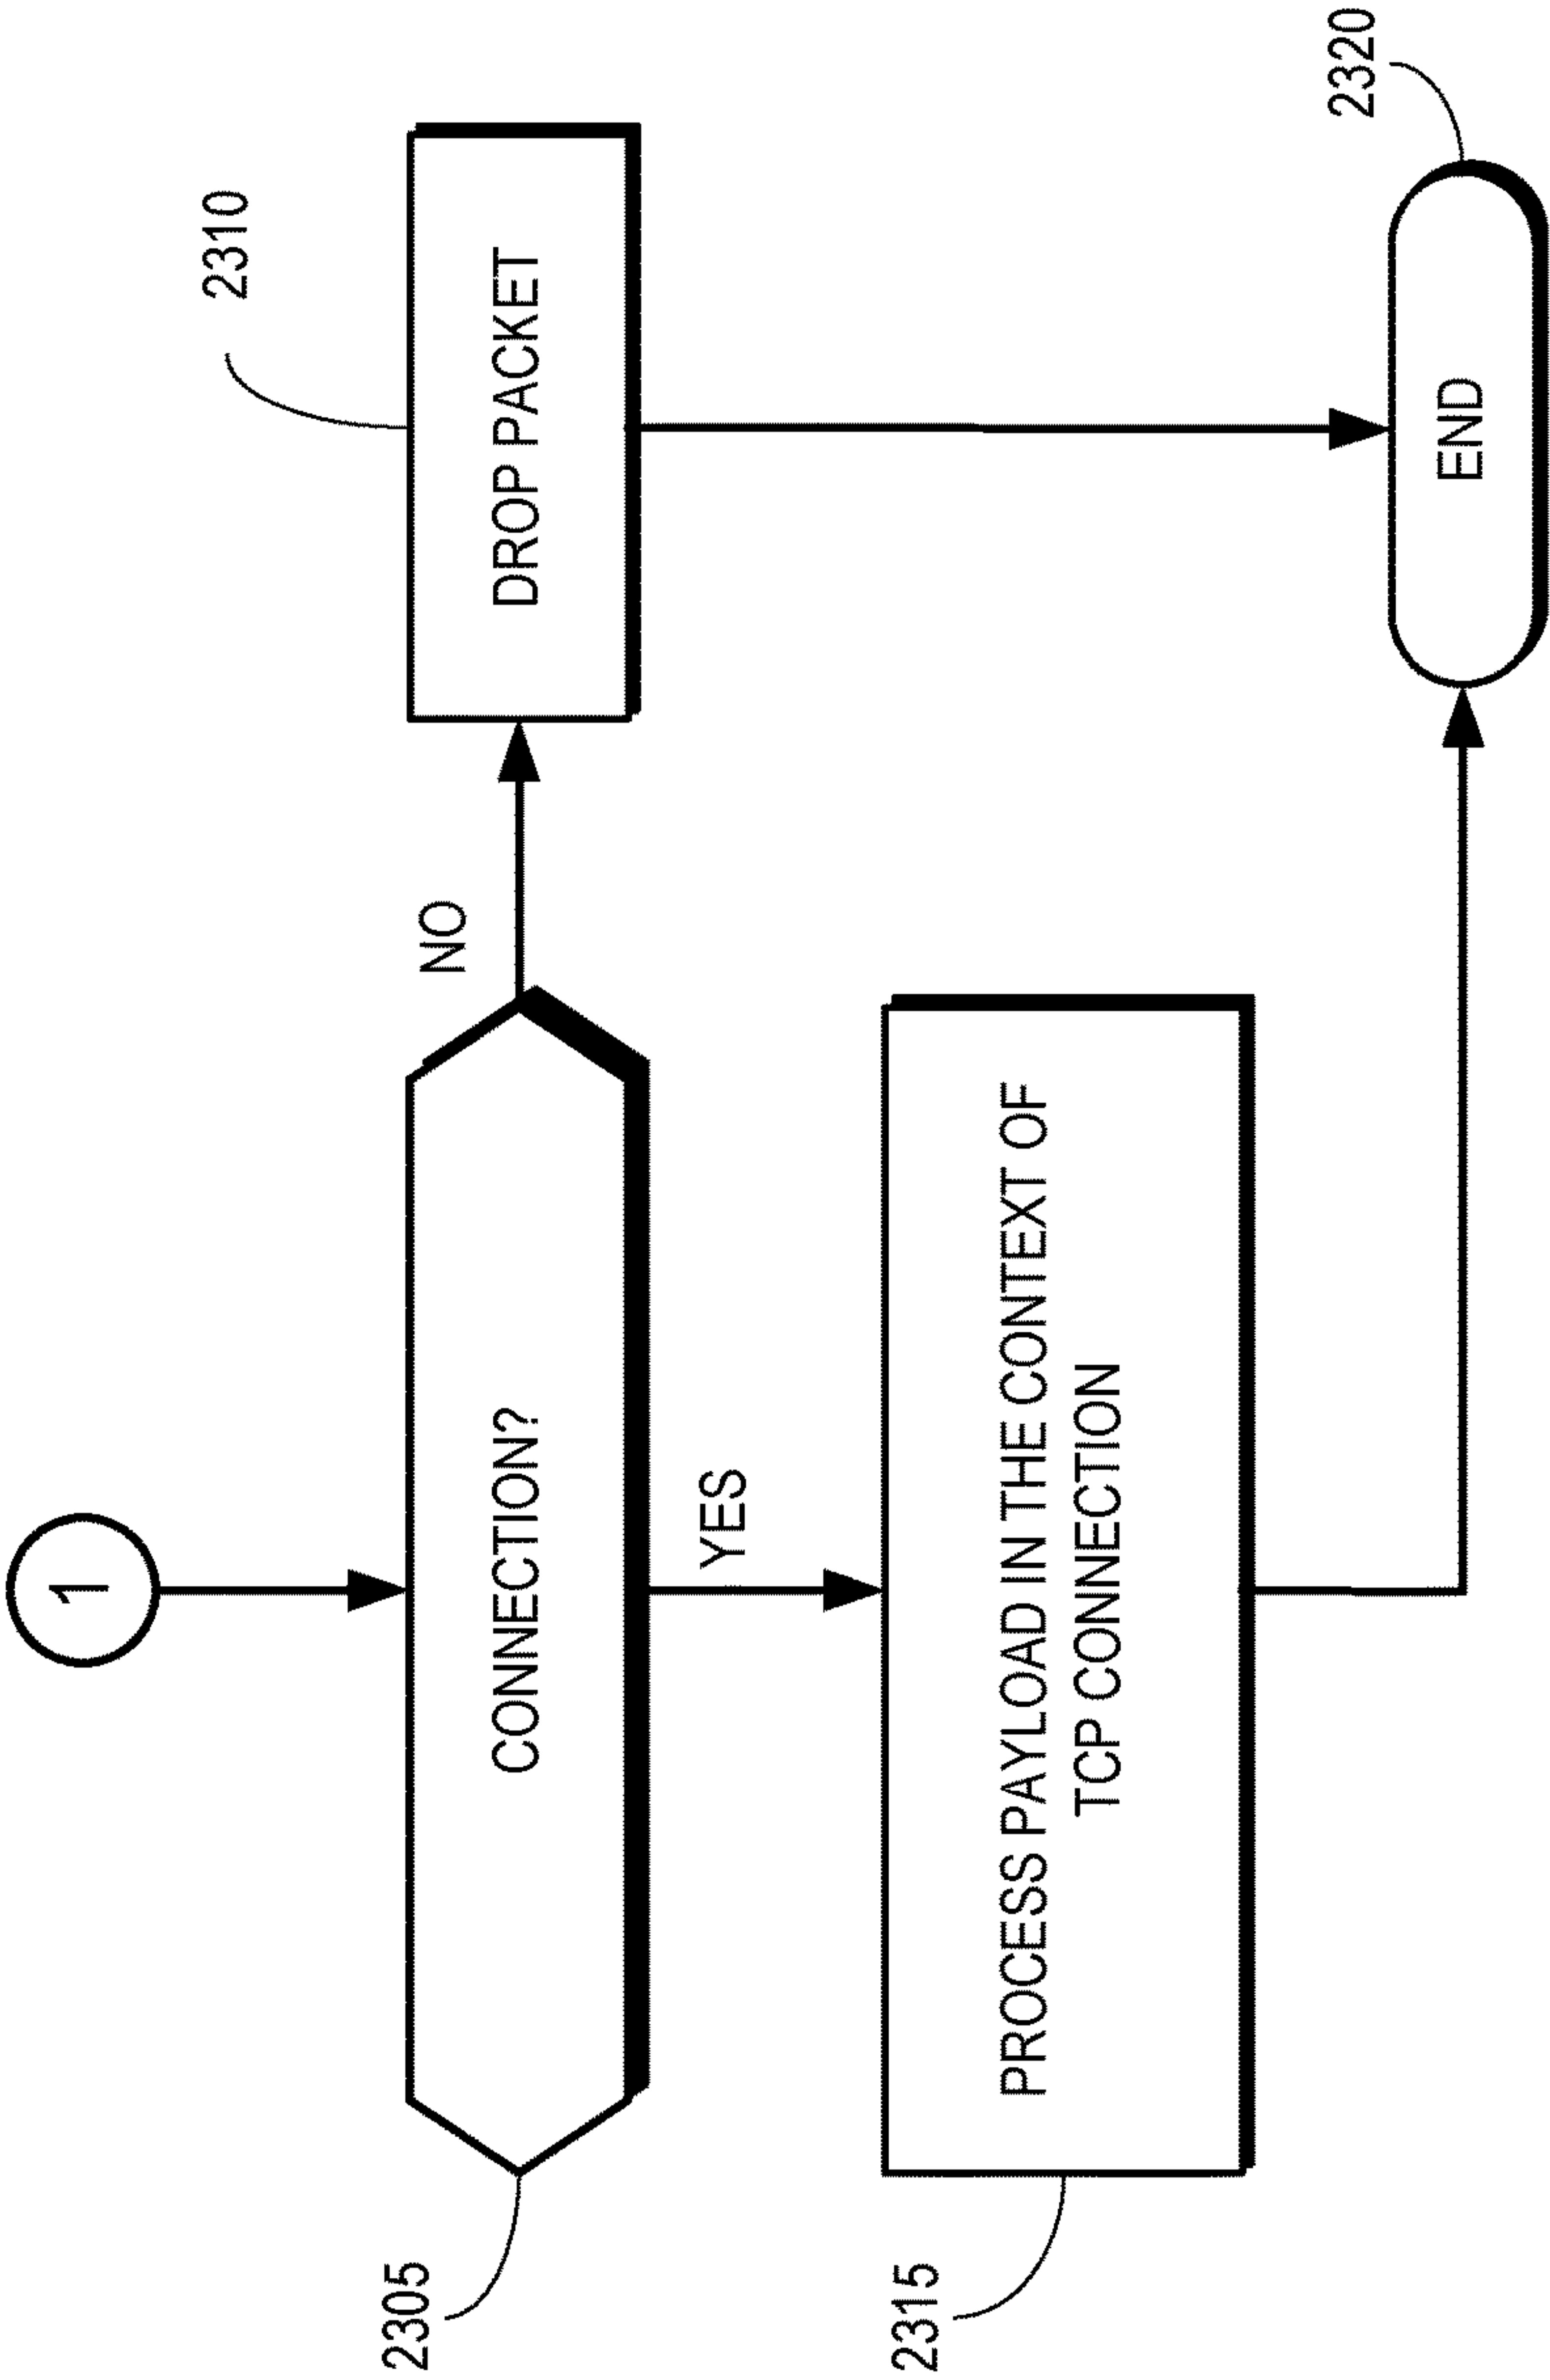 1
2305
CONNECTION?
NO
2310
DROP PACKET
YES
2315
PROCESS PAYLOAD IN THE CONTEXT OF
TCP CONNECTION
2320
END